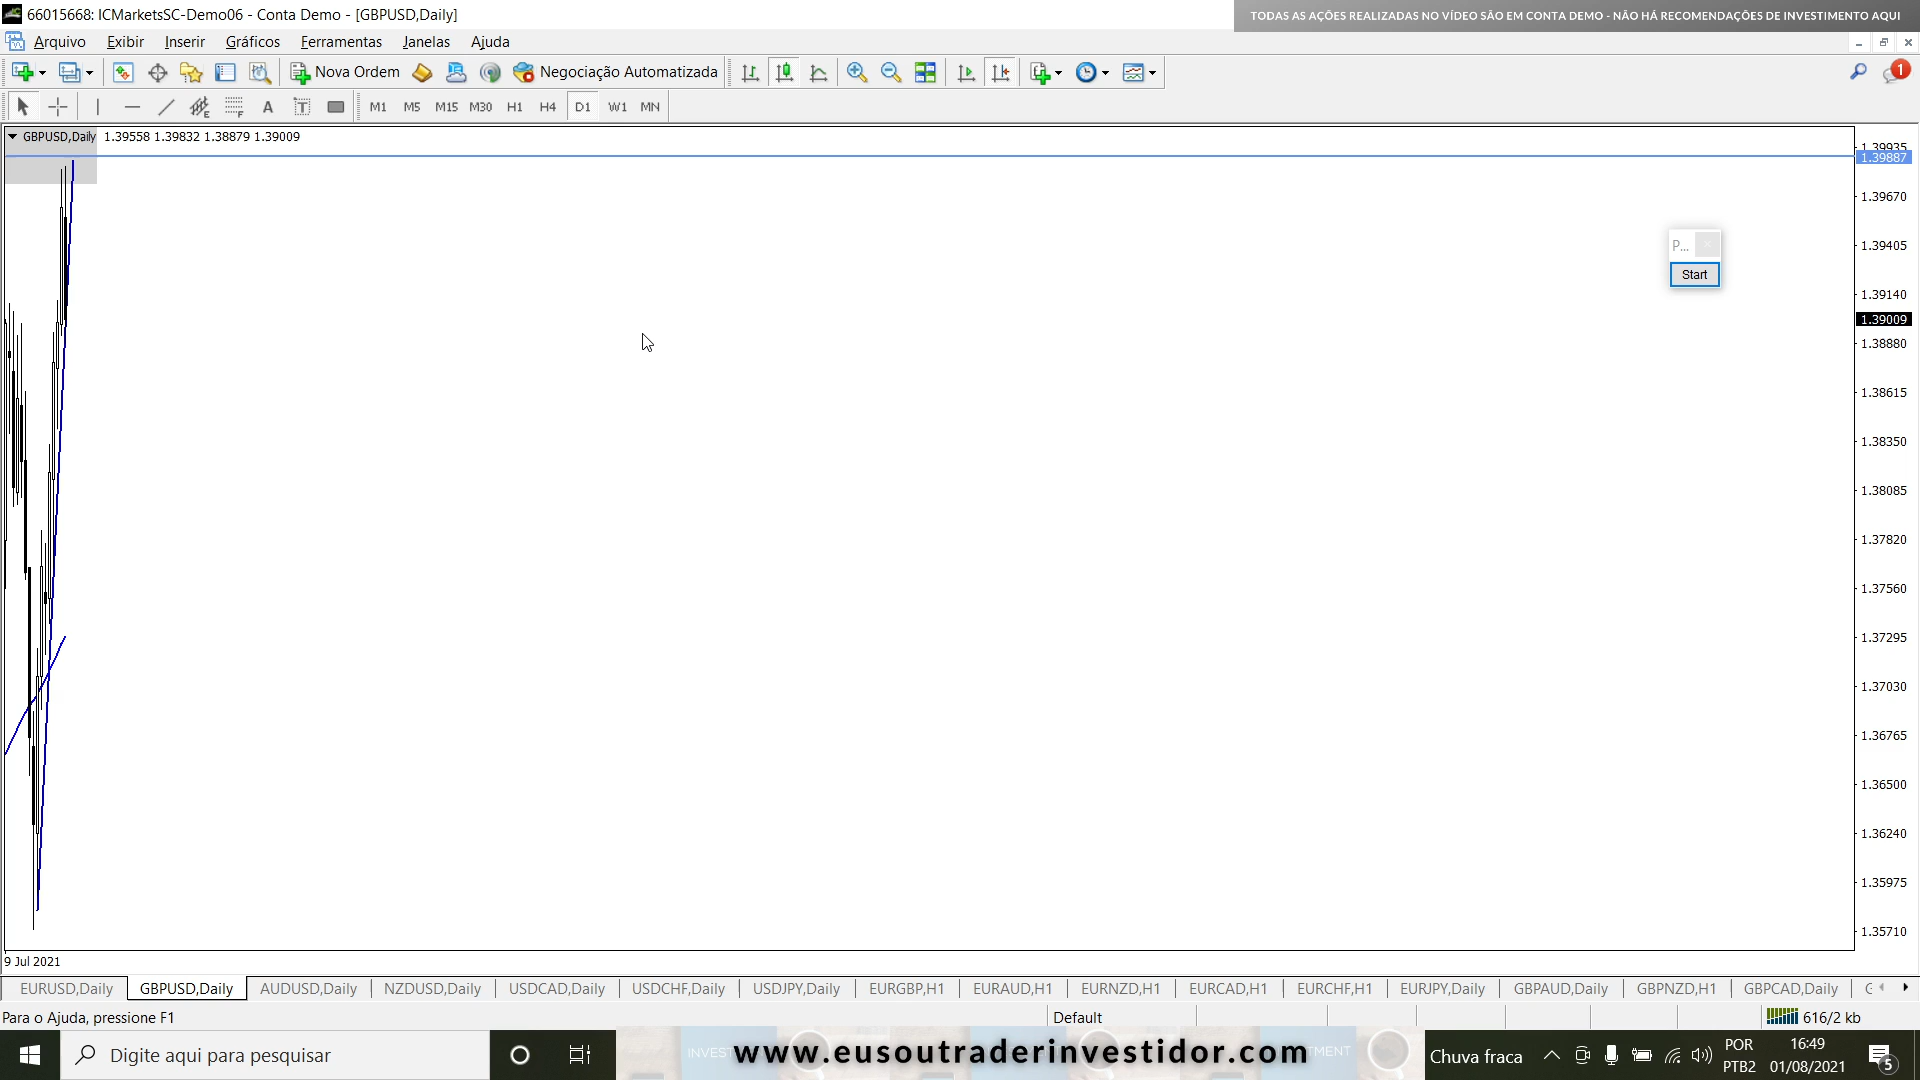 66015668: ICMarketsSC-Demo06 - Conta Demo - [GBPUSD,Daily]
TODAS AS AÇÕES REALIZADAS NO VÍDEO SÃO EM CONTA DEMO - NÃO HÁ RECOMENDAÇÕES DE INVESTIMENTO AQUI
Arquivo Exibir Inserir Gráficos Ferramentas Janelas Ajuda
Nova Ordem Negociação Automatizada 1
A T M1 M5 M15 M30 H1 H4 D1 W1 MN
GBPUSD,Daily 1.39558 1.39832 1.38879 1.39009
1.39935
1.39887
1.39670
1.39405
P...
Start
1.39140
1.39009
1.38880
1.38615
1.38350
1.38085
1.37820
1.37560
1.37295
1.37030
1.36765
1.36500
1.36240
1.35975
1.35710
9 Jul 2021
EURUSD,Daily GBPUSD,Daily AUDUSD,Daily NZDUSD,Daily USDCAD,Daily USDCHF,Daily USDJPY,Daily EURGBP,H1 EURAUD,H1 EURNZD,H1 EURCAD,H1 EURCHF,H1 EURJPY,Daily GBPAUD,Daily GBPNZD,H1 GBPCAD,Daily
Para o Ajuda, pressione F1 Default 616/2 kb
Digite aqui para pesquisar
www.eusoutraderinvestidor.com
Chuva fraca
POR
PTB2
16:49
01/08/2021
5